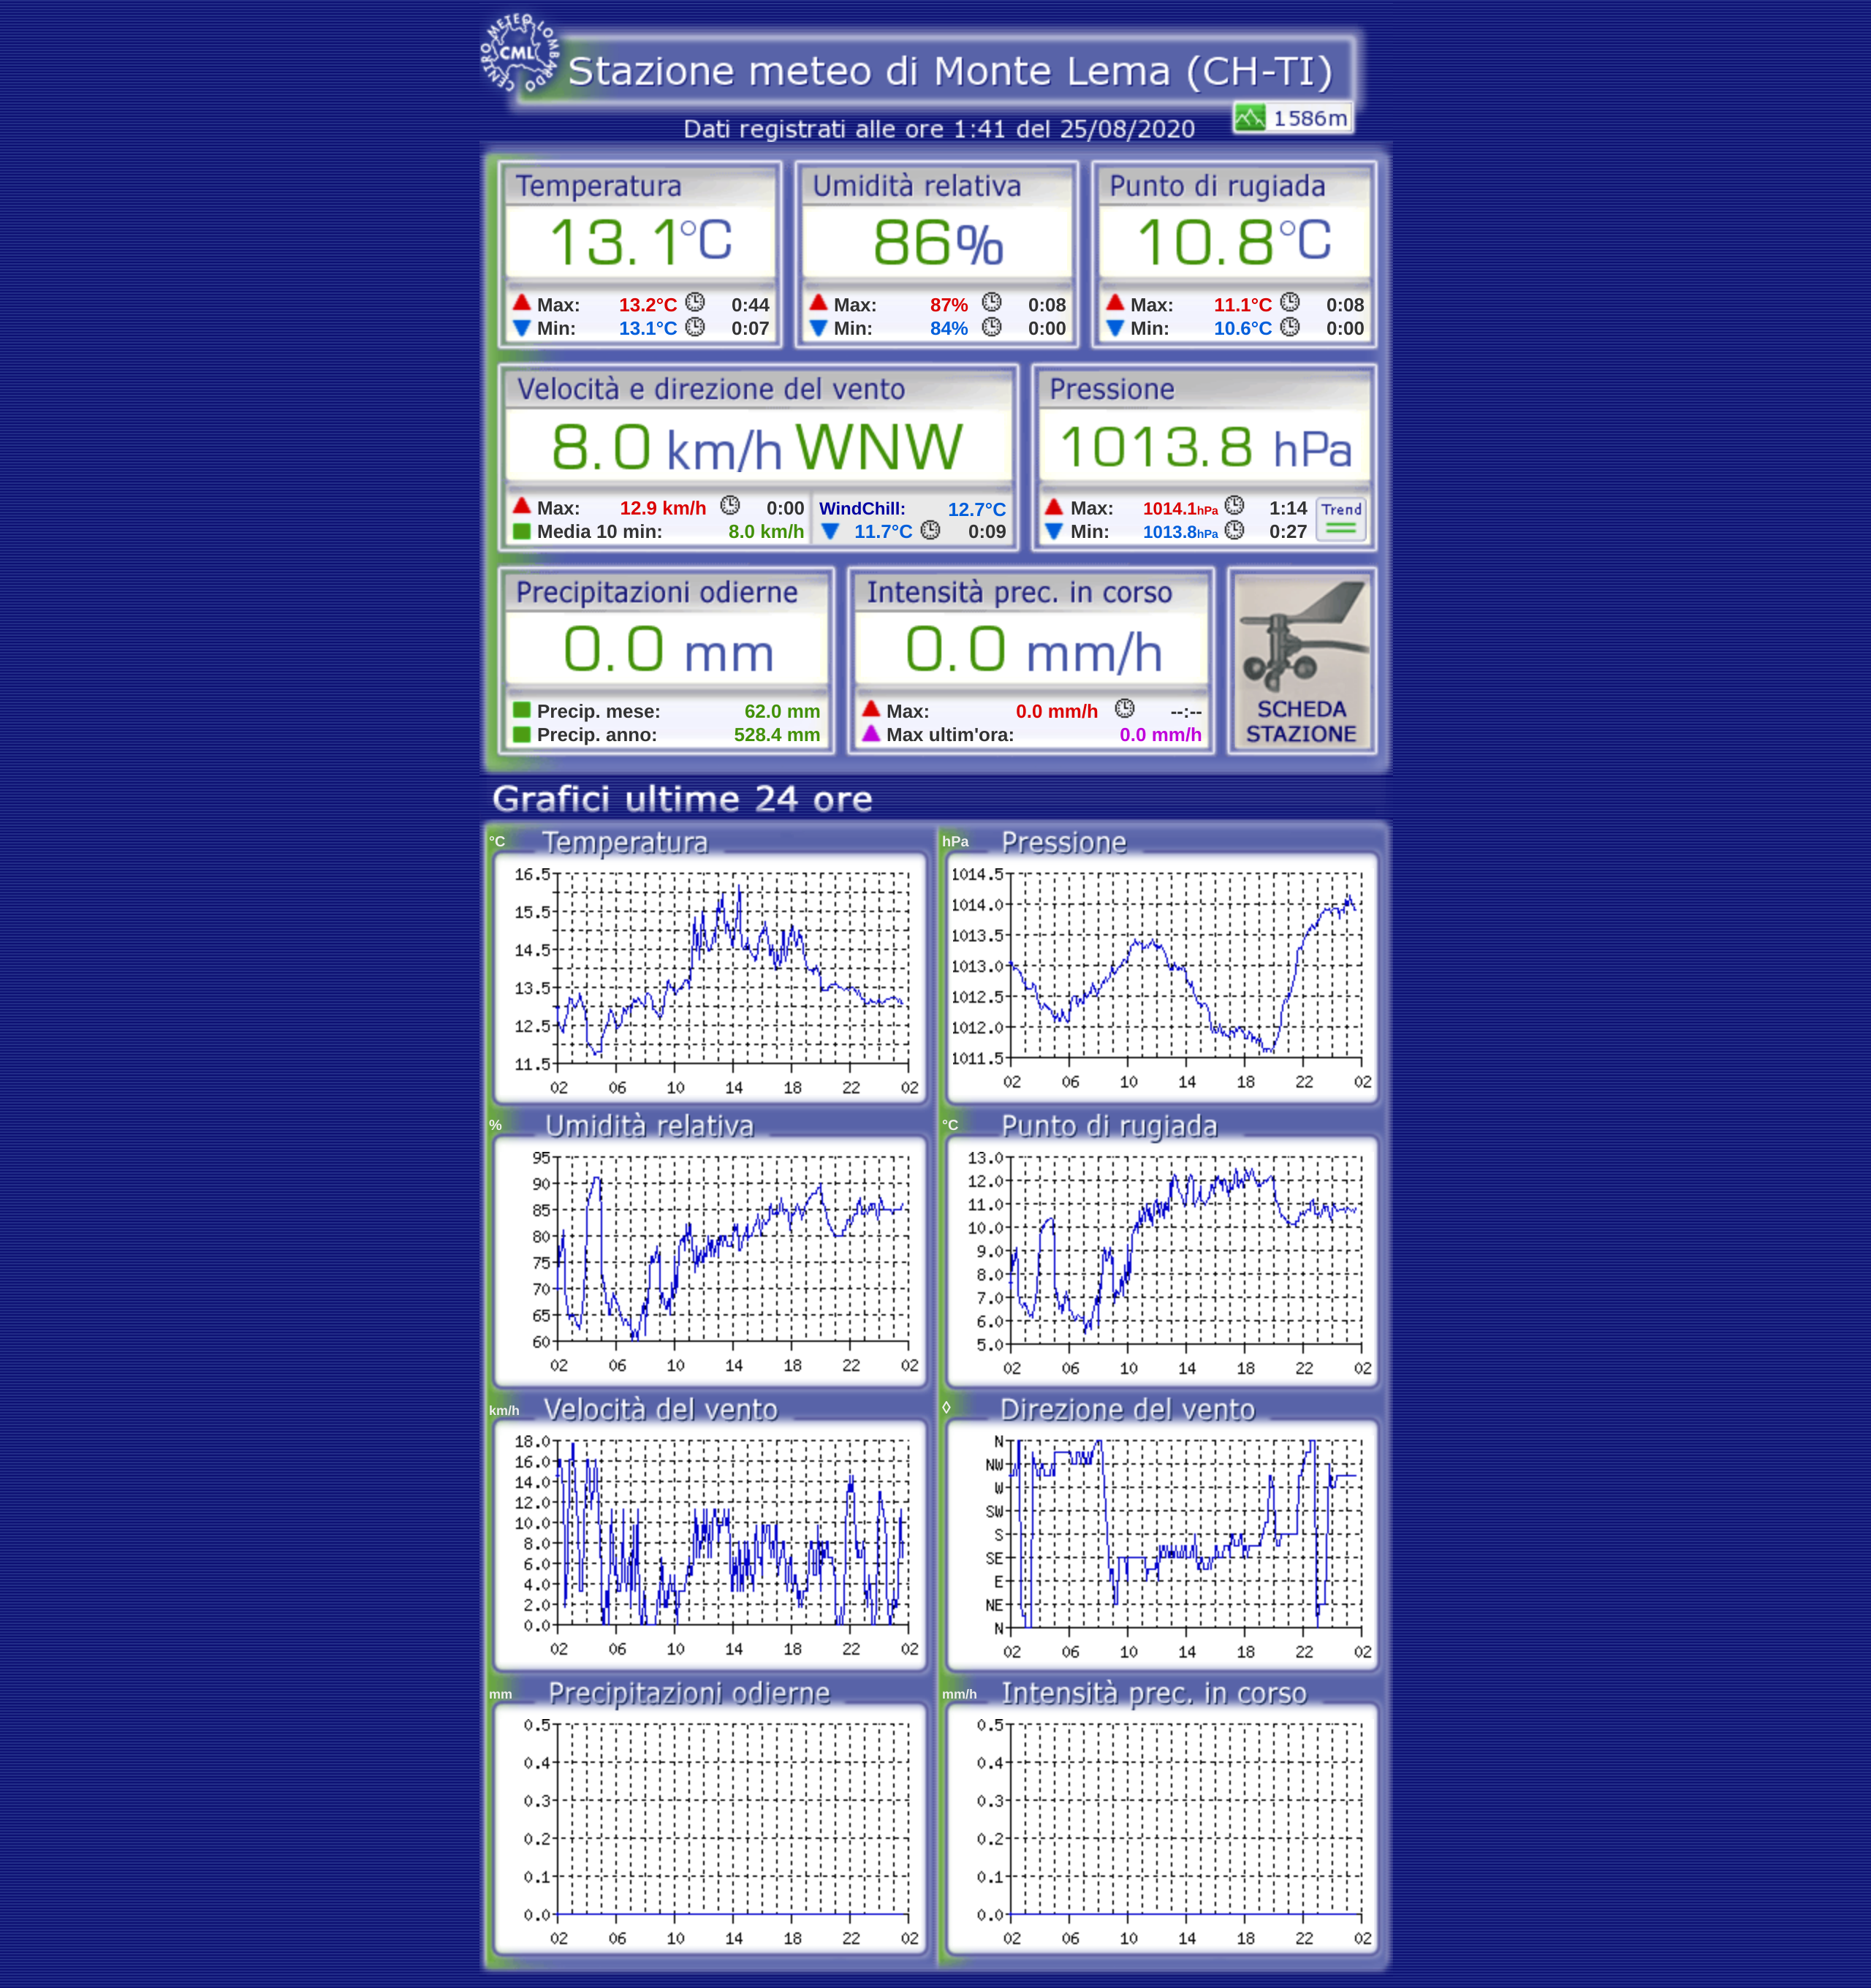 CENTRO METEO LOMBARDO
CML
Stazione meteo di Monte Lema (CH-TI)
1586m
Dati registrati alle ore 1:41 del 25/08/2020
Temperatura
13.1°C
Max: 13.2°C 0:44
Min: 13.1°C 0:07
Umidità relativa
86%
Max: 87% 0:08
Min: 84% 0:00
Punto di rugiada
10.8°C
Max: 11.1°C 0:08
Min: 10.6°C 0:00
Velocità e direzione del vento
8.0 km/h WNW
Max: 12.9 km/h 0:00
Media 10 min: 8.0 km/h
WindChill: 12.7°C
11.7°C 0:09
Pressione
1013.8 hPa
Max: 1014.1hPa 1:14
Min: 1013.8hPa 0:27
Trend
Precipitazioni odierne
0.0 mm
Precip. mese: 62.0 mm
Precip. anno: 528.4 mm
Intensità prec. in corso
0.0 mm/h
Max: 0.0 mm/h --:--
Max ultim'ora: 0.0 mm/h
SCHEDA
STAZIONE
Grafici ultime 24 ore
°C Temperatura
16.5
15.5
14.5
13.5
12.5
11.5
02 06 10 14 18 22 02
hPa Pressione
1014.5
1014.0
1013.5
1013.0
1012.5
1012.0
1011.5
02 06 10 14 18 22 02
% Umidità relativa
95
90
85
80
75
70
65
60
02 06 10 14 18 22 02
°C Punto di rugiada
13.0
12.0
11.0
10.0
9.0
8.0
7.0
6.0
5.0
02 06 10 14 18 22 02
km/h Velocità del vento
18.0
16.0
14.0
12.0
10.0
8.0
6.0
4.0
2.0
0.0
02 06 10 14 18 22 02
◊ Direzione del vento
N
NW
W
SW
S
SE
E
NE
N
02 06 10 14 18 22 02
mm Precipitazioni odierne
0.5
0.4
0.3
0.2
0.1
0.0
02 06 10 14 18 22 02
mm/h Intensità prec. in corso
0.5
0.4
0.3
0.2
0.1
0.0
02 06 10 14 18 22 02